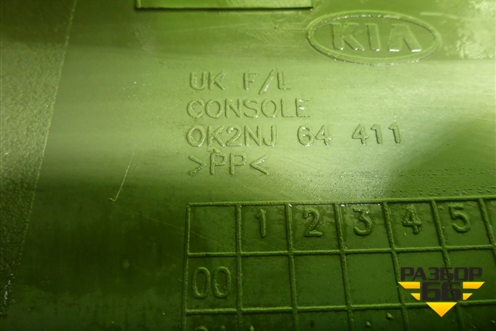 KIA
UK F/L
CONSOLE
0K2NJ 64 411
>PP<
1 2 3 4 5
00
РАЗБОР
66